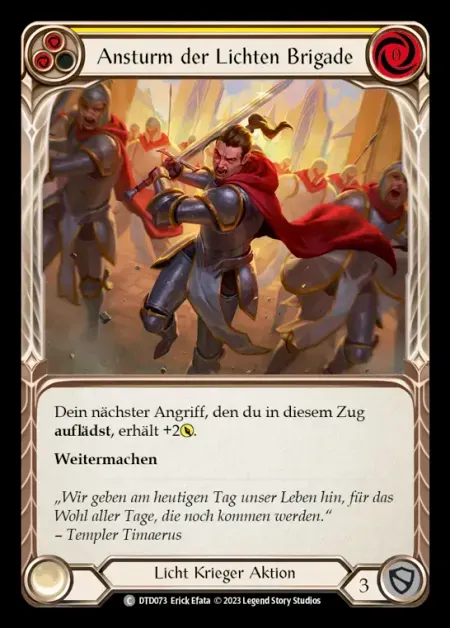 Ansturm der Lichten Brigade
0
Dein nächster Angriff, den du in diesem Zug
auflädst, erhält +2.
Weitermachen
„Wir geben am heutigen Tag unser Leben hin, für das
Wohl aller Tage, die noch kommen werden.“
– Templer Timaerus
Licht Krieger Aktion
3
C DTD073 Erick Efata © 2023 Legend Story Studios